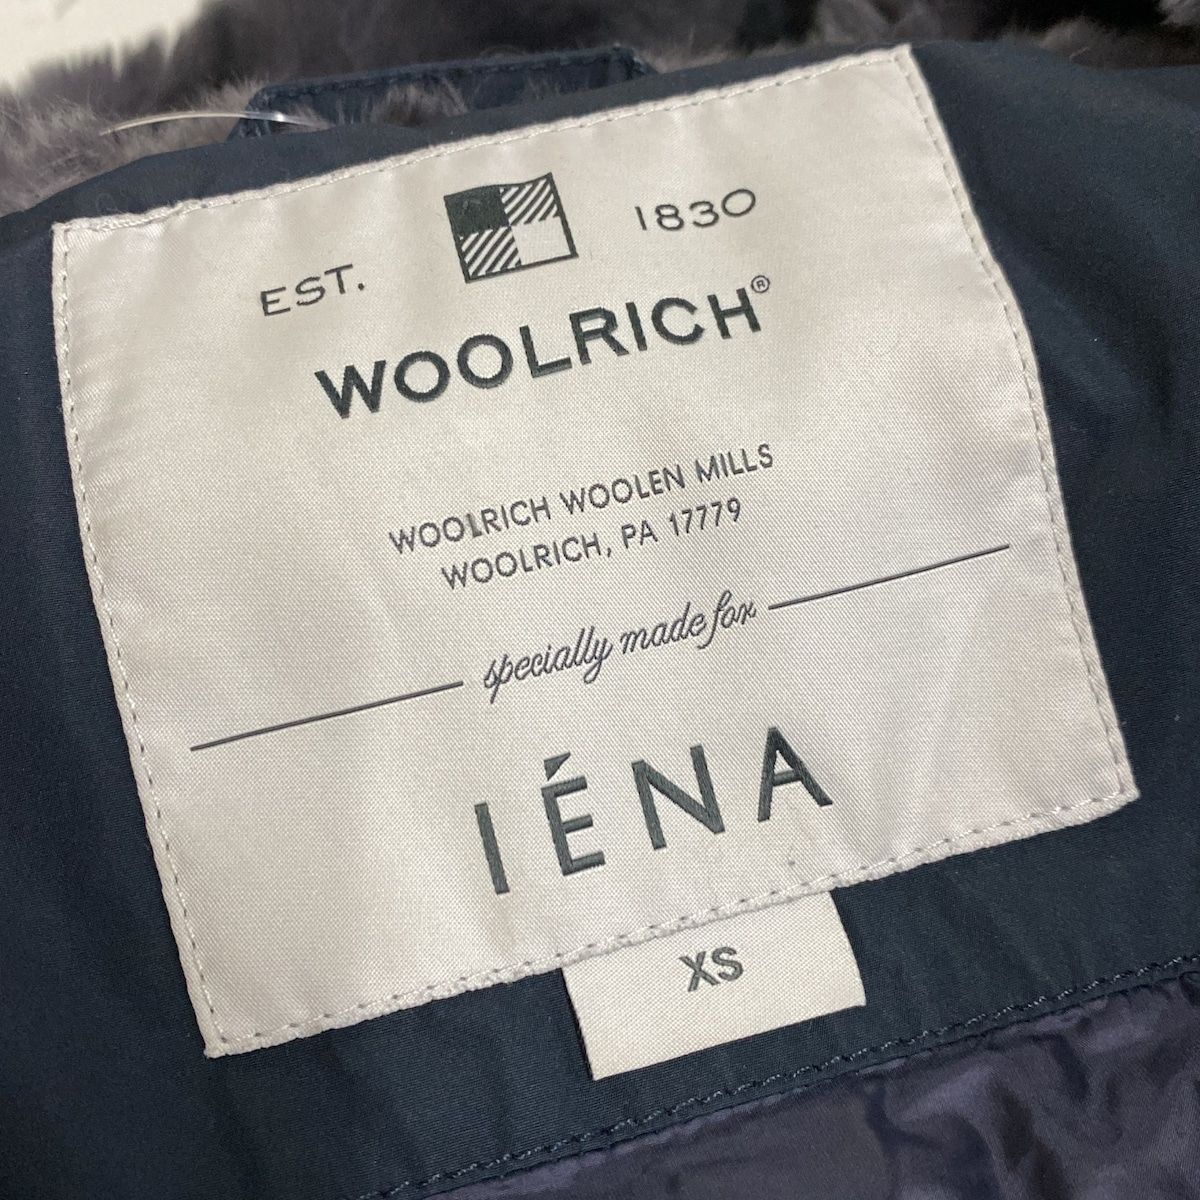 EST. 1830
WOOLRICH®
WOOLRICH WOOLEN MILLS
WOOLRICH, PA 17779
specially made for
IÉNA
XS